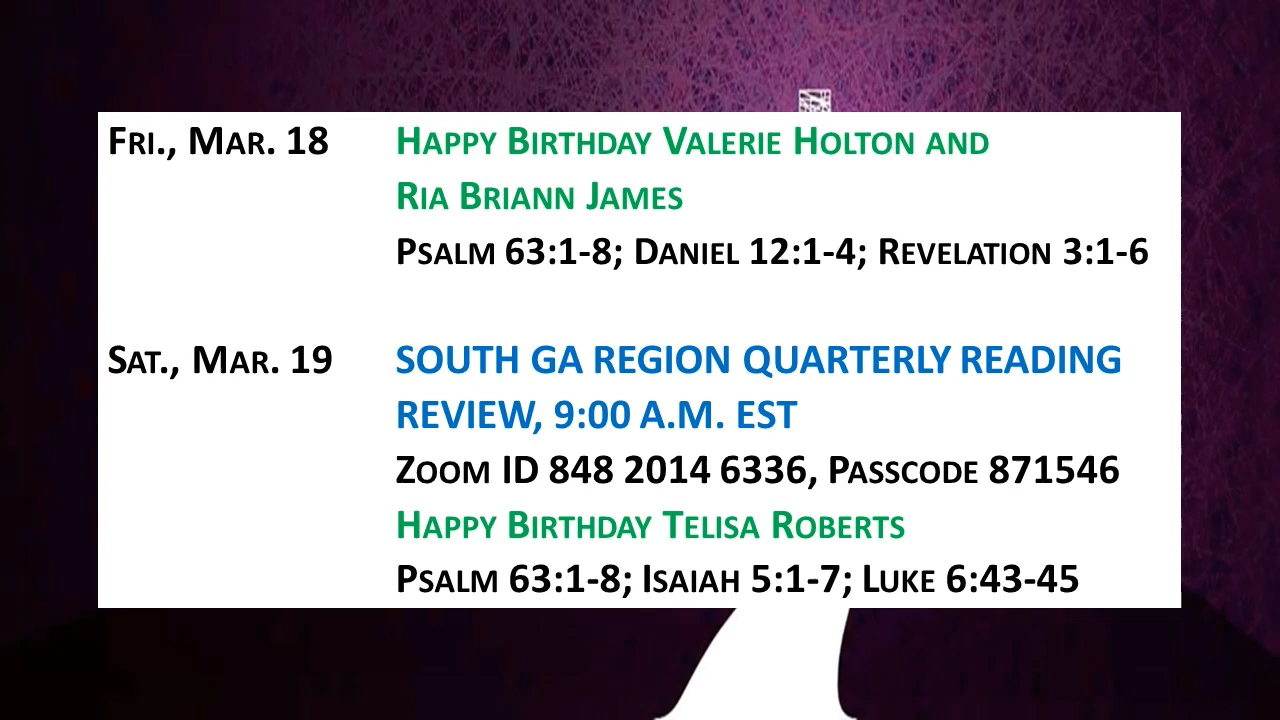 Fri., Mar. 18 Happy Birthday Valerie Holton and
Ria Briann James
Psalm 63:1-8; Daniel 12:1-4; Revelation 3:1-6
Sat., Mar. 19 SOUTH GA REGION QUARTERLY READING
REVIEW, 9:00 A.M. EST
Zoom ID 848 2014 6336, Passcode 871546
Happy Birthday Telisa Roberts
Psalm 63:1-8; Isaiah 5:1-7; Luke 6:43-45